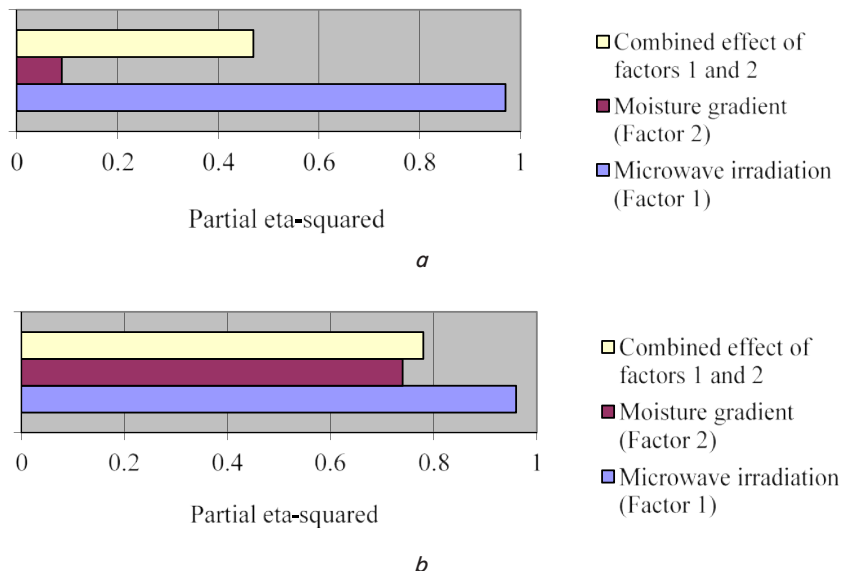 Combined effect of
factors 1 and 2
Moisture gradient
(Factor 2)
Microwave irradiation
(Factor 1)
0 0.2 0.4 0.6 0.8 1
Partial eta-squared
a
Combined effect of
factors 1 and 2
Moisture gradient
(Factor 2)
Microwave irradiation
(Factor 1)
0 0.2 0.4 0.6 0.8 1
Partial eta-squared
b